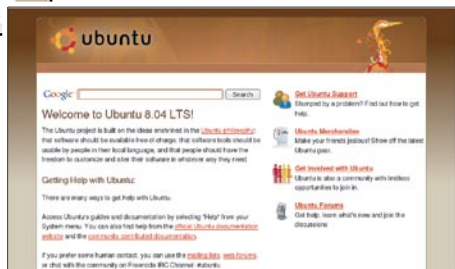 ubuntu
Google Search
Welcome to Ubuntu 8.04 LTS!
The Ubuntu project is built on the ideas enshrined in the Ubuntu philosophy:
that software should be available free of charge, that software tools should be
usable by people in their local language, and that people should have the
freedom to customize and alter their software in whatever way they need.
Getting Help with Ubuntu:
There are many ways to get help with Ubuntu.
Access Ubuntu's guides and documentation by selecting "Help" from your
System menu. You can also find help from the official Ubuntu documentation
website and the community contributed documentation.
If you prefer some human contact, you can use the mailing lists, web forums,
or chat with the community on Freenode IRC Channel #ubuntu.
Get Ubuntu Support
Stumped by a problem? Find out how to get
help.
Ubuntu Merchandise
Make your friends jealous! Show off the latest
Ubuntu gear.
Get Involved with Ubuntu
Ubuntu is also a community with limitless
opportunities to join in.
Ubuntu Forums
Get help, learn what's new and join the
discussions